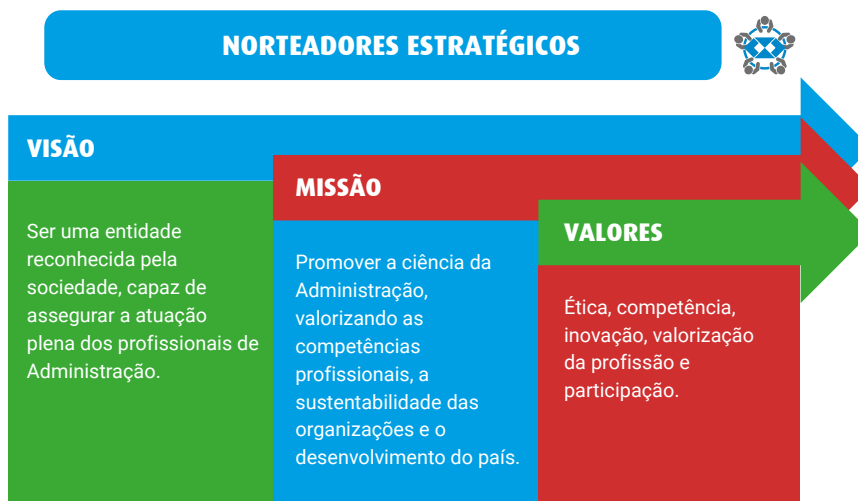 NORTEADORES ESTRATÉGICOS
VISÃO
Ser uma entidade
reconhecida pela
sociedade, capaz de
assegurar a atuação
plena dos profissionais de
Administração.
MISSÃO
Promover a ciência da
Administração,
valorizando as
competências
profissionais, a
sustentabilidade das
organizações e o
desenvolvimento do país.
VALORES
Ética, competência,
inovação, valorização
da profissão e
participação.